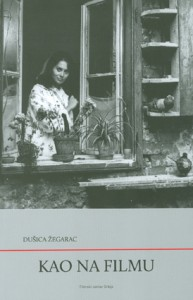 DUŠICA ŽEGARAC
KAO NA FILMU